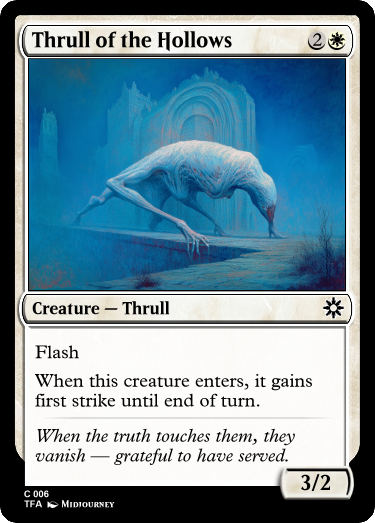 Thrull of the Hollows 2
Creature — Thrull
Flash
When this creature enters, it gains
first strike until end of turn.
When the truth touches them, they
vanish — grateful to have served.
3/2
C 006
TFA Midjourney